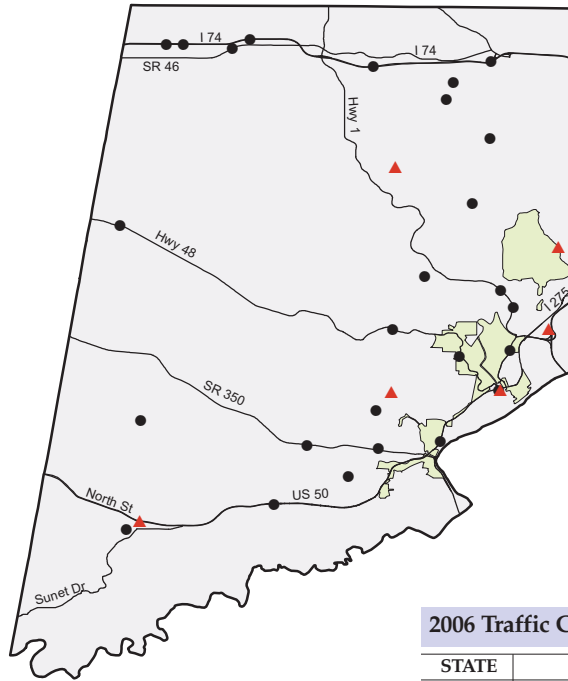 I 74
I 74
SR 46
Hwy 1
Hwy 48
I 275
SR 350
North St
US 50
Sunet Dr
2006 Traffic C
STATE